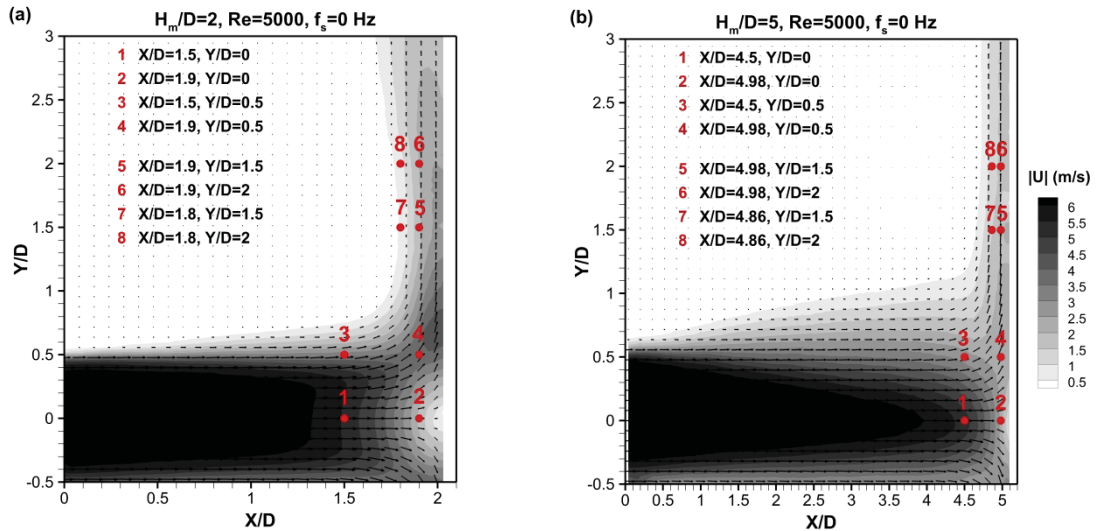 (a)
H_m/D=2, Re=5000, f_s=0 Hz
3
2.5
2
1.5
1
0.5
0
-0.5
Y/D
1 X/D=1.5, Y/D=0
2 X/D=1.9, Y/D=0
3 X/D=1.5, Y/D=0.5
4 X/D=1.9, Y/D=0.5
5 X/D=1.9, Y/D=1.5
6 X/D=1.9, Y/D=2
7 X/D=1.8, Y/D=1.5
8 X/D=1.8, Y/D=2
8 6
7 5
3 4
1 2
0 0.5 1 1.5 2
X/D
(b)
H_m/D=5, Re=5000, f_s=0 Hz
3
2.5
2
1.5
1
0.5
0
-0.5
Y/D
1 X/D=4.5, Y/D=0
2 X/D=4.98, Y/D=0
3 X/D=4.5, Y/D=0.5
4 X/D=4.98, Y/D=0.5
5 X/D=4.98, Y/D=1.5
6 X/D=4.98, Y/D=2
7 X/D=4.86, Y/D=1.5
8 X/D=4.86, Y/D=2
86
75
3 4
1 2
0 0.5 1 1.5 2 2.5 3 3.5 4 4.5 5
X/D
|U| (m/s)
6
5.5
5
4.5
4
3.5
3
2.5
2
1.5
1
0.5